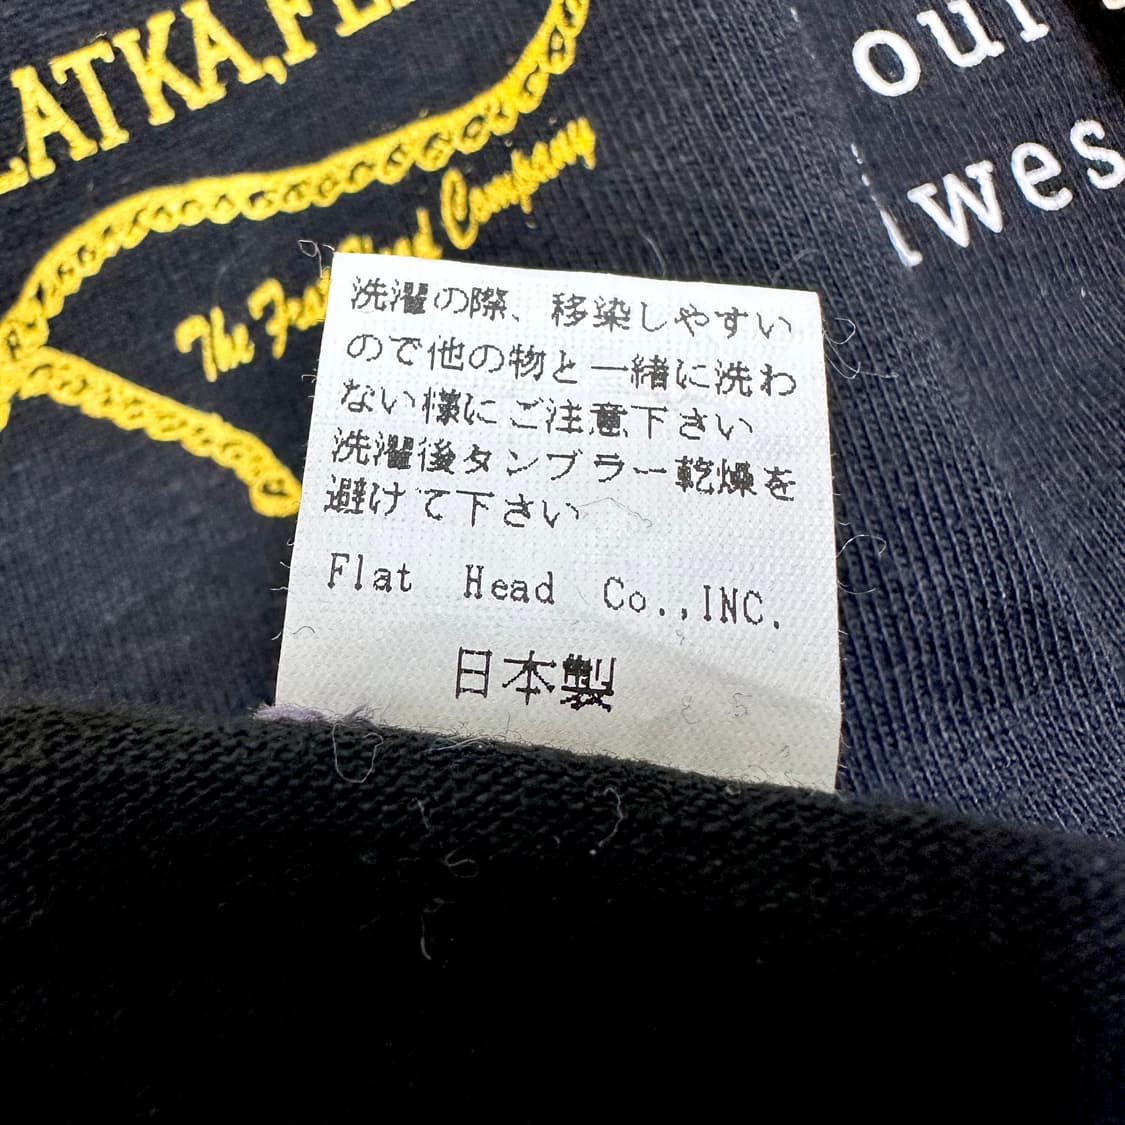 LATKA,FL
our
wes
The Flat Head Company
洗濯の際、移染しやすい
ので他の物と一緒に洗わ
ない様にご注意下さい
洗濯後タンブラー乾燥を
避けて下さい
Flat Head Co.,INC.
日本製